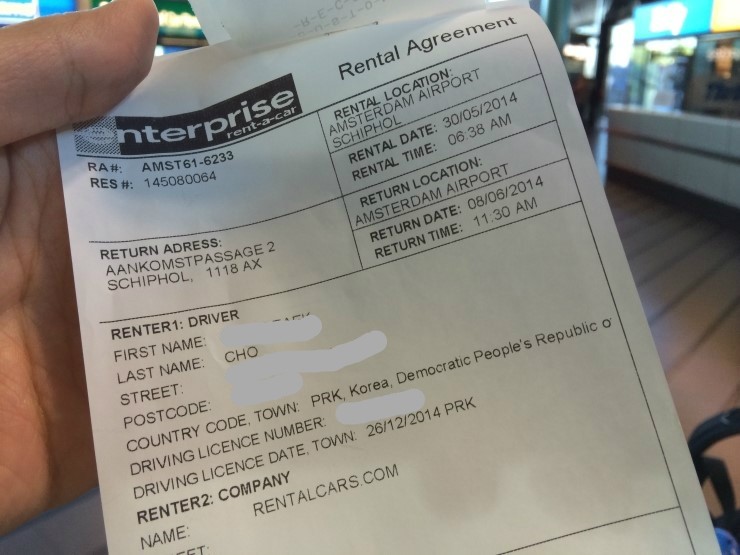 Rental Agreement
enterprise
rent-a-car
RA#: AMST61-6233
RES #: 145080064
RENTAL LOCATION:
AMSTERDAM AIRPORT
SCHIPHOL
RENTAL DATE: 30/05/2014
RENTAL TIME: 06:38 AM
RETURN LOCATION:
AMSTERDAM AIRPORT
RETURN DATE: 08/06/2014
RETURN TIME: 11:30 AM
RETURN ADRESS:
AANKOMSTPASSAGE 2
SCHIPHOL, 1118 AX
RENTER1: DRIVER
FIRST NAME:
LAST NAME: CHO
STREET:
POSTCODE:
COUNTRY CODE, TOWN: PRK, Korea, Democratic People's Republic o
DRIVING LICENCE NUMBER:
DRIVING LICENCE DATE, TOWN: 26/12/2014 PRK
RENTER2: COMPANY
NAME: RENTALCARS.COM